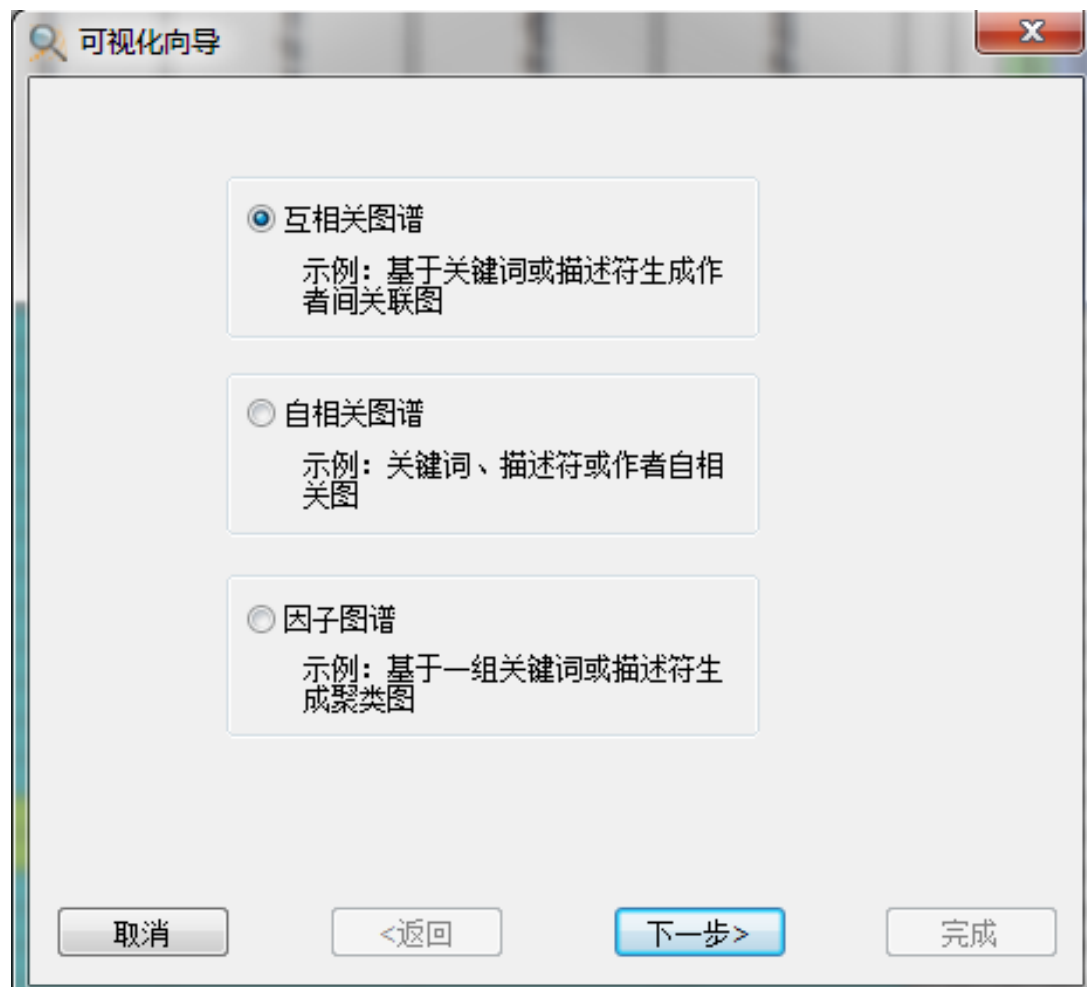 可视化向导
互相关图谱
示例：基于关键词或描述符生成作
者间关联图
自相关图谱
示例：关键词、描述符或作者自相
关图
因子图谱
示例：基于一组关键词或描述符生
成聚类图
取消 <返回 下一步> 完成